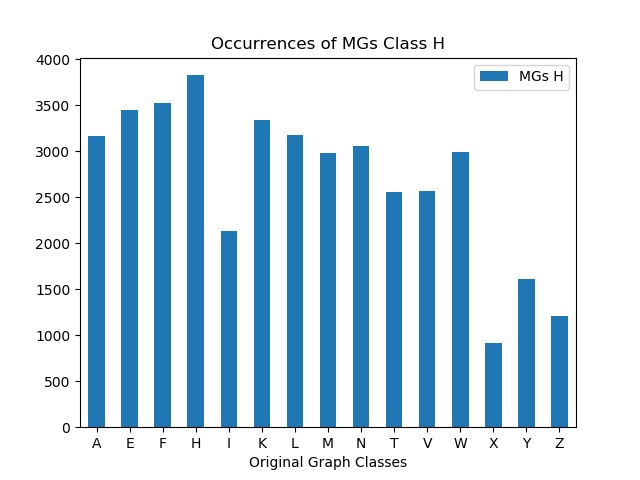 Occurrences of MGs Class H
MGs H
4000
3500
3000
2500
2000
1500
1000
500
0
A E F H I K L M N T V W X Y Z
Original Graph Classes